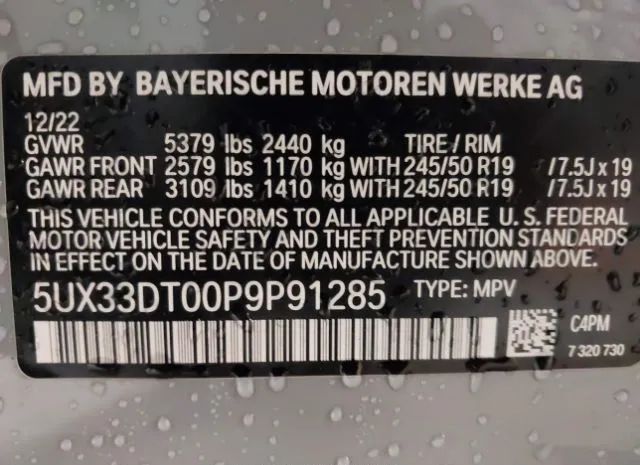 MFD BY BAYERISCHE MOTOREN WERKE AG
12/22
GVWR 5379 lbs 2440 kg TIRE / RIM
GAWR FRONT 2579 lbs 1170 kg WITH 245/50 R19 /7.5J x 19
GAWR REAR 3109 lbs 1410 kg WITH 245/50 R19 /7.5J x 19
THIS VEHICLE CONFORMS TO ALL APPLICABLE U. S. FEDERAL
MOTOR VEHICLE SAFETY AND THEFT PREVENTION STANDARDS
IN EFFECT ON THE DATE OF MANUFACTURE SHOWN ABOVE.
5UX33DT00P9P91285 TYPE: MPV
C4PM
7 320 730